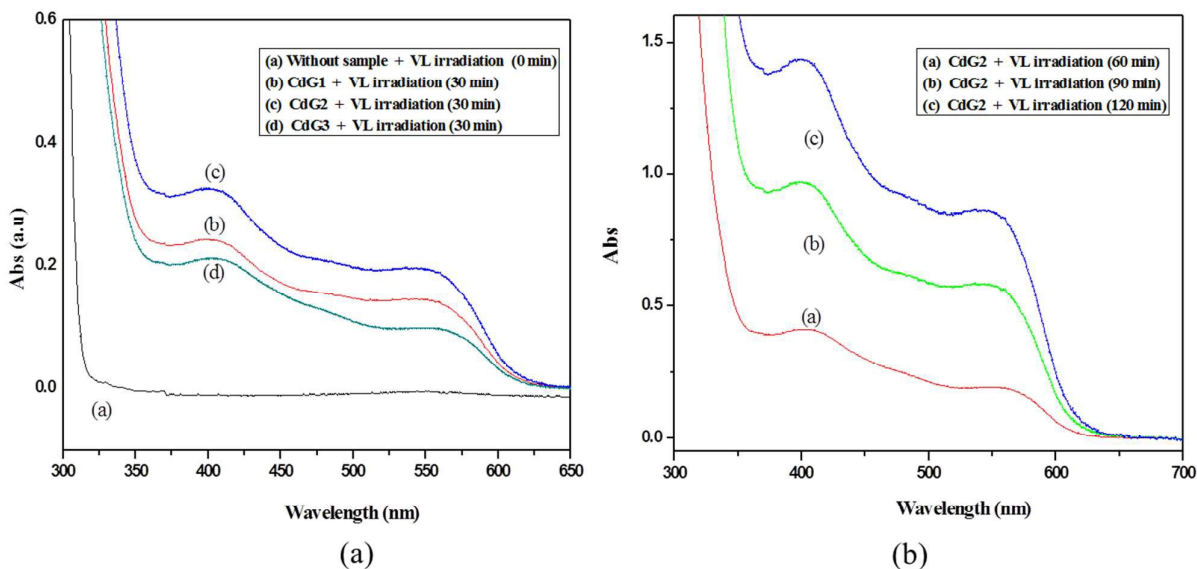 0.6
0.4
0.2
0.0
Abs (a.u)
(a) Without sample + VL irradiation (0 min)
(b) CdG1 + VL irradiation (30 min)
(c) CdG2 + VL irradiation (30 min)
(d) CdG3 + VL irradiation (30 min)
(c)
(b)
(d)
(a)
300 350 400 450 500 550 600 650
Wavelength (nm)
(a)
1.5
1.0
0.5
0.0
Abs
(a) CdG2 + VL irradiation (60 min)
(b) CdG2 + VL irradiation (90 min)
(c) CdG2 + VL irradiation (120 min)
(c)
(b)
(a)
300 400 500 600 700
Wavelength (nm)
(b)